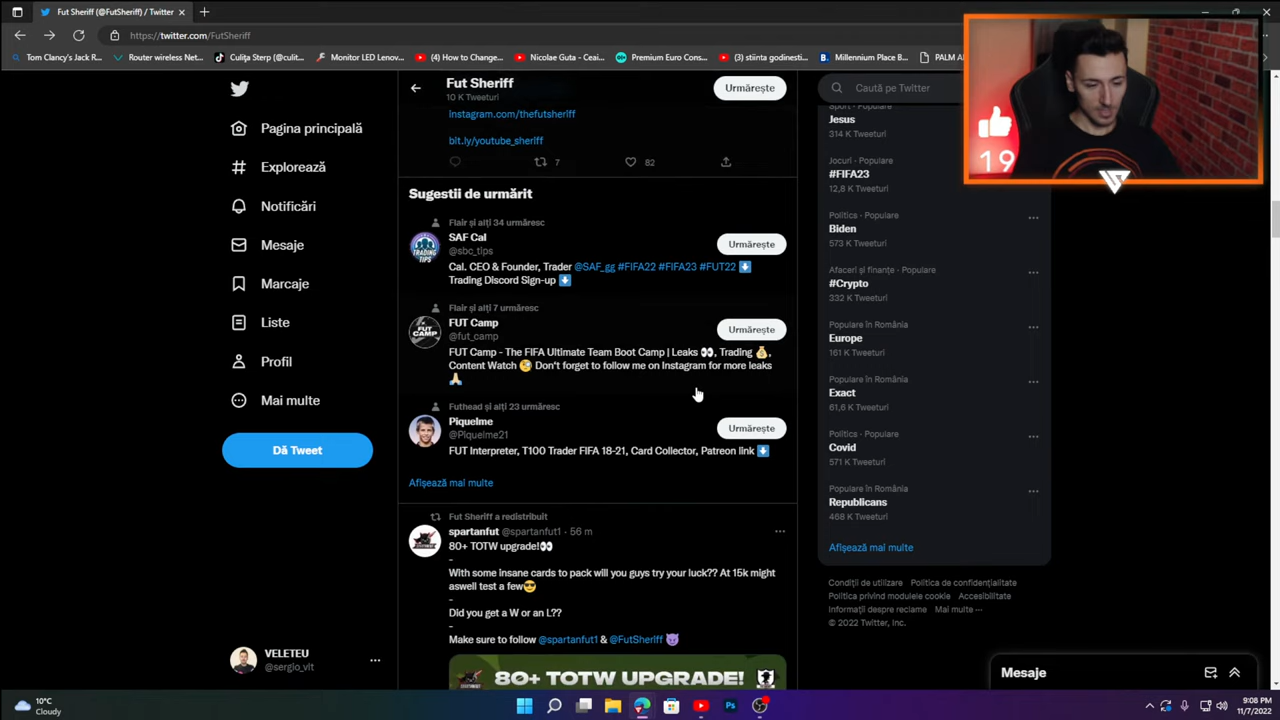 Fut Sheriff (@FutSheriff) / Twitter
https://twitter.com/FutSheriff
Tom Clancy's Jack R...
Router wireless Net...
Culiţa Sterp (@culit...
Monitor LED Lenov...
(4) How to Change...
Nicolae Guta - Ceai...
Premium Euro Cons...
(3) stiinta godinesti...
Millennium Place B...
PALM A
Fut Sheriff
10 K Tweeturi
Urmărește
Caută pe Twitter
instagram.com/thefutsheriff
bit.ly/youtube_sheriff
7
82
Pagina principală
Explorează
Notificări
Mesaje
Marcaje
Liste
Profil
Mai multe
Dă Tweet
VELETEU
@sergio_vlt
Sugestii de urmărit
Flair și alți 34 urmăresc
SAF Cal
@sbc_tips
Urmărește
Cal. CEO & Founder, Trader @SAF_gg #FIFA22 #FIFA23 #FUT22 ⬇️
Trading Discord Sign-up ⬇️
TRADING TIPS
Flair și alți 7 urmăresc
FUT Camp
@fut_camp
Urmărește
FUT Camp - The FIFA Ultimate Team Boot Camp | Leaks 👀, Trading 💰,
Content Watch 🧐 Don't forget to follow me on Instagram for more leaks
🙏🏻
FUT CAMP
Futhead și alți 23 urmăresc
Piquelme
@Piquelme21
Urmărește
FUT Interpreter, T100 Trader FIFA 18-21, Card Collector, Patreon link ⬇️
Afișează mai multe
Fut Sheriff a redistribuit
spartanfut @spartanfut1 · 56 m
80+ TOTW upgrade!👀
-
With some insane cards to pack will you guys try your luck?? At 15k might
aswell test a few😎
-
Did you get a W or an L??
-
Make sure to follow @spartanfut1 & @FutSheriff 😈
80+ TOTW UPGRADE!
Sport · Populare
Jesus
314 K Tweeturi
Jocuri · Populare
#FIFA23
12,8 K Tweeturi
Politics · Populare
Biden
573 K Tweeturi
Afaceri și finanțe · Populare
#Crypto
332 K Tweeturi
Populare în România
Europe
161 K Tweeturi
Populare în România
Exact
61,6 K Tweeturi
Politics · Populare
Covid
571 K Tweeturi
Populare în România
Republicans
468 K Tweeturi
Afișează mai multe
Condiții de utilizare Politica de confidențialitate
Politica privind modulele cookie Accesibilitate
Informații despre reclame Mai multe ···
© 2022 Twitter, Inc.
Mesaje
19
10°C
Cloudy
Ps
9:08 PM
11/7/2022